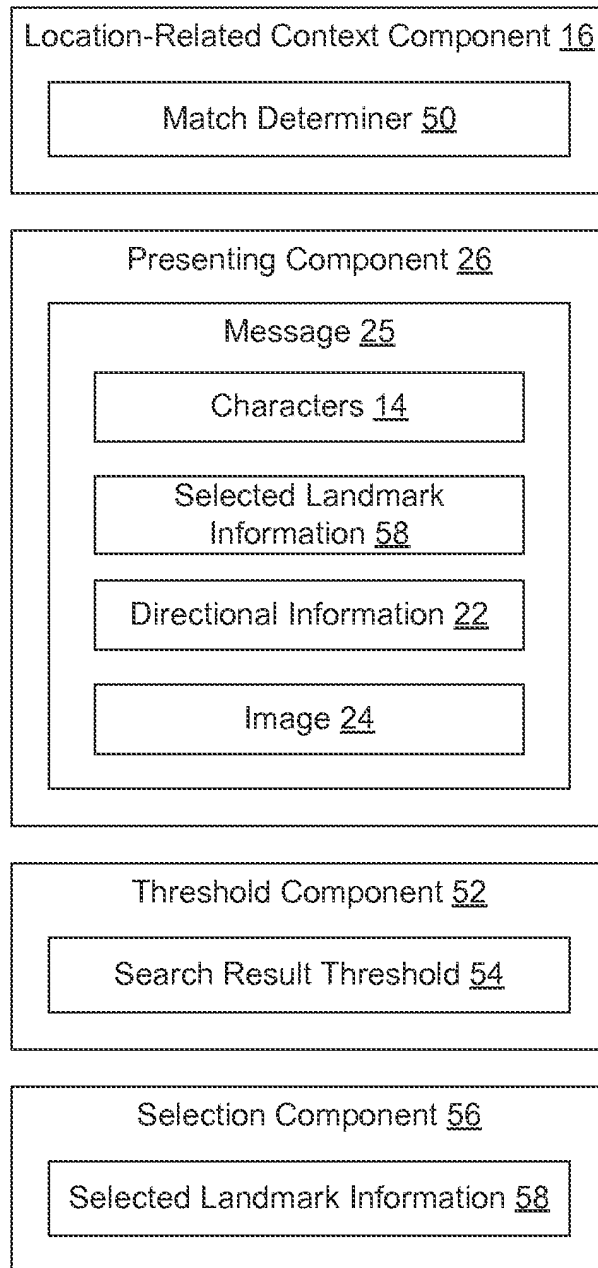 Location-Related Context Component 16
Match Determiner 50
Presenting Component 26
Message 25
Characters 14
Selected Landmark
Information 58
Directional Information 22
Image 24
Threshold Component 52
Search Result Threshold 54
Selection Component 56
Selected Landmark Information 58